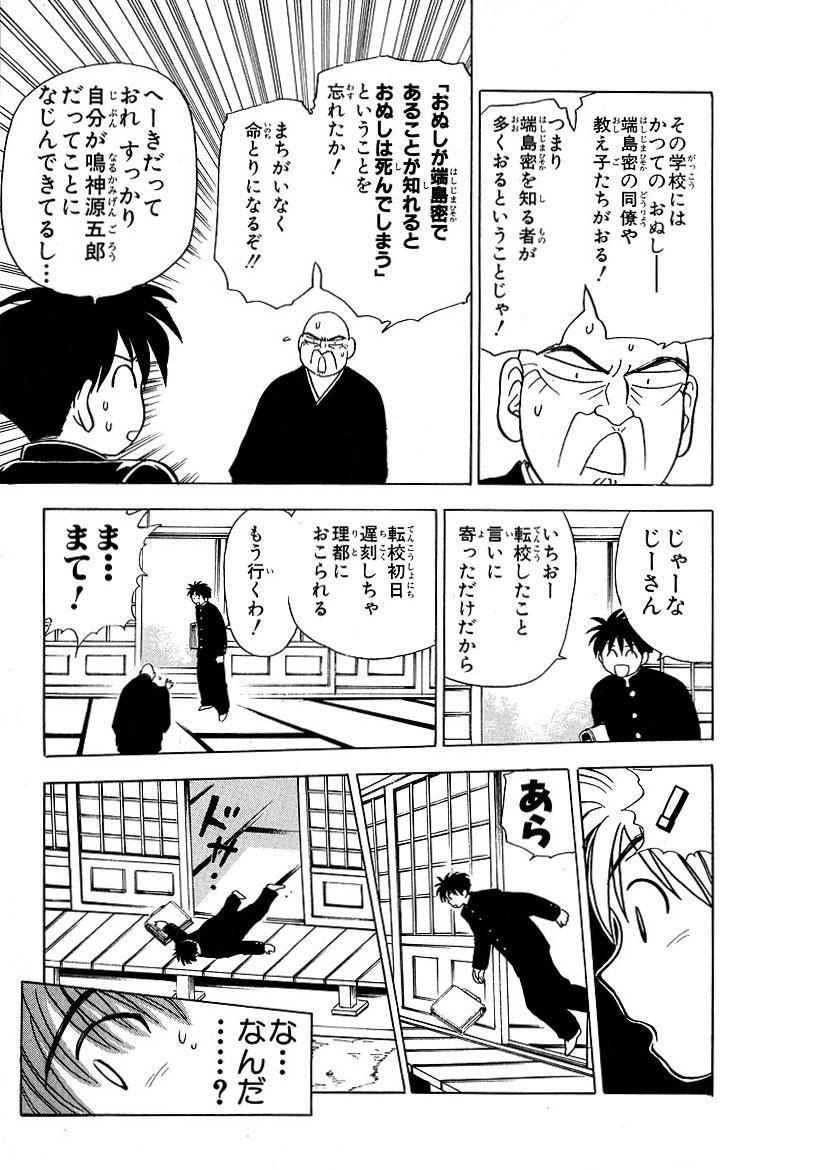 その学校には
かつての おぬし──
端島密の同僚や
教え子たちがおる!
つまり
端島密を知る者が
多くおるということじゃ!
「おぬしが端島密で
あることが知れると
おぬしは死んでしまう」
ということを
忘れたか!
まちがいなく
命とりになるぞ!!
へーきだって
おれ すっかり
自分が鳴神源五郎
だってことに
なじんできてるし…
じゃーな
じーさん
いちおー
転校したこと
言いに
寄っただけだから
転校初日
遅刻しちゃ
理都に
おこられる
もう行くわ!
ま…
まて!
!
あら
ドサ…
な…
なんだ
……?